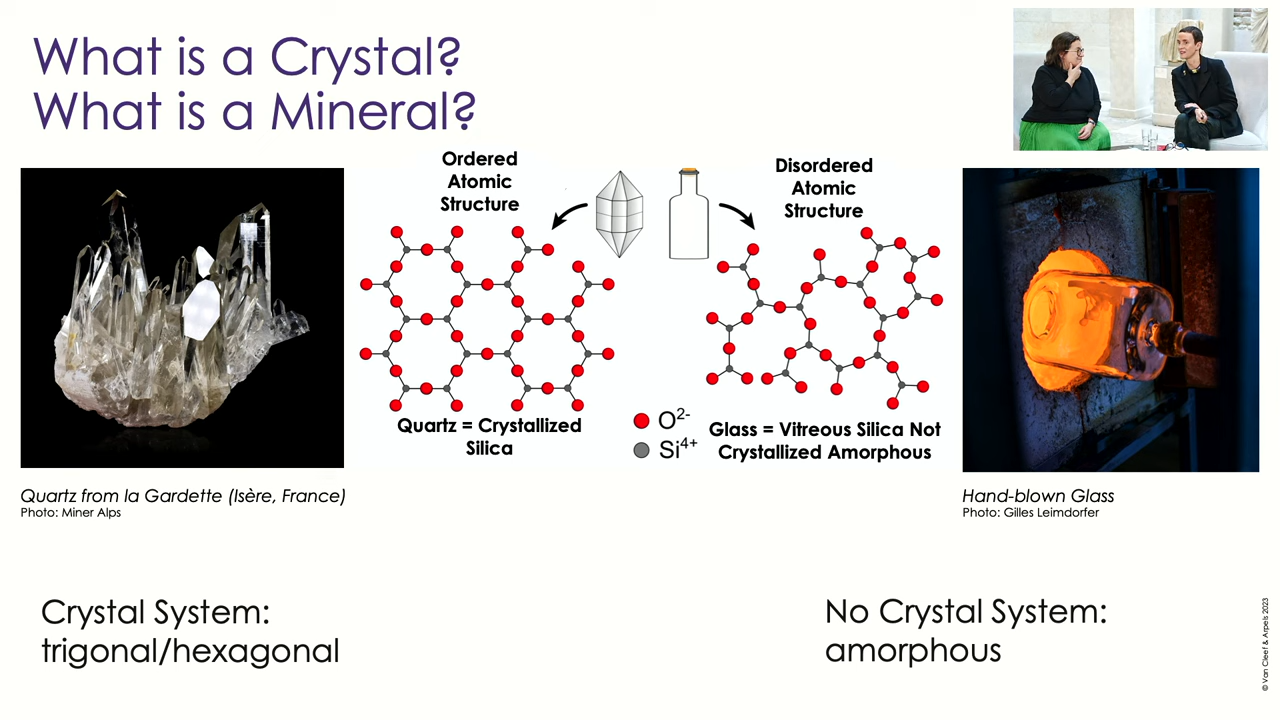 What is a Crystal?
What is a Mineral?
Ordered
Atomic
Structure
Disordered
Atomic
Structure
Quartz = Crystallized
Silica
O²⁻
Si⁴⁺
Glass = Vitreous Silica Not
Crystallized Amorphous
Quartz from la Gardette (Isère, France)
Photo: Miner Alps
Hand-blown Glass
Photo: Gilles Leimdorfer
Crystal System:
trigonal/hexagonal
No Crystal System:
amorphous
© Van Cleef & Arpels 2023